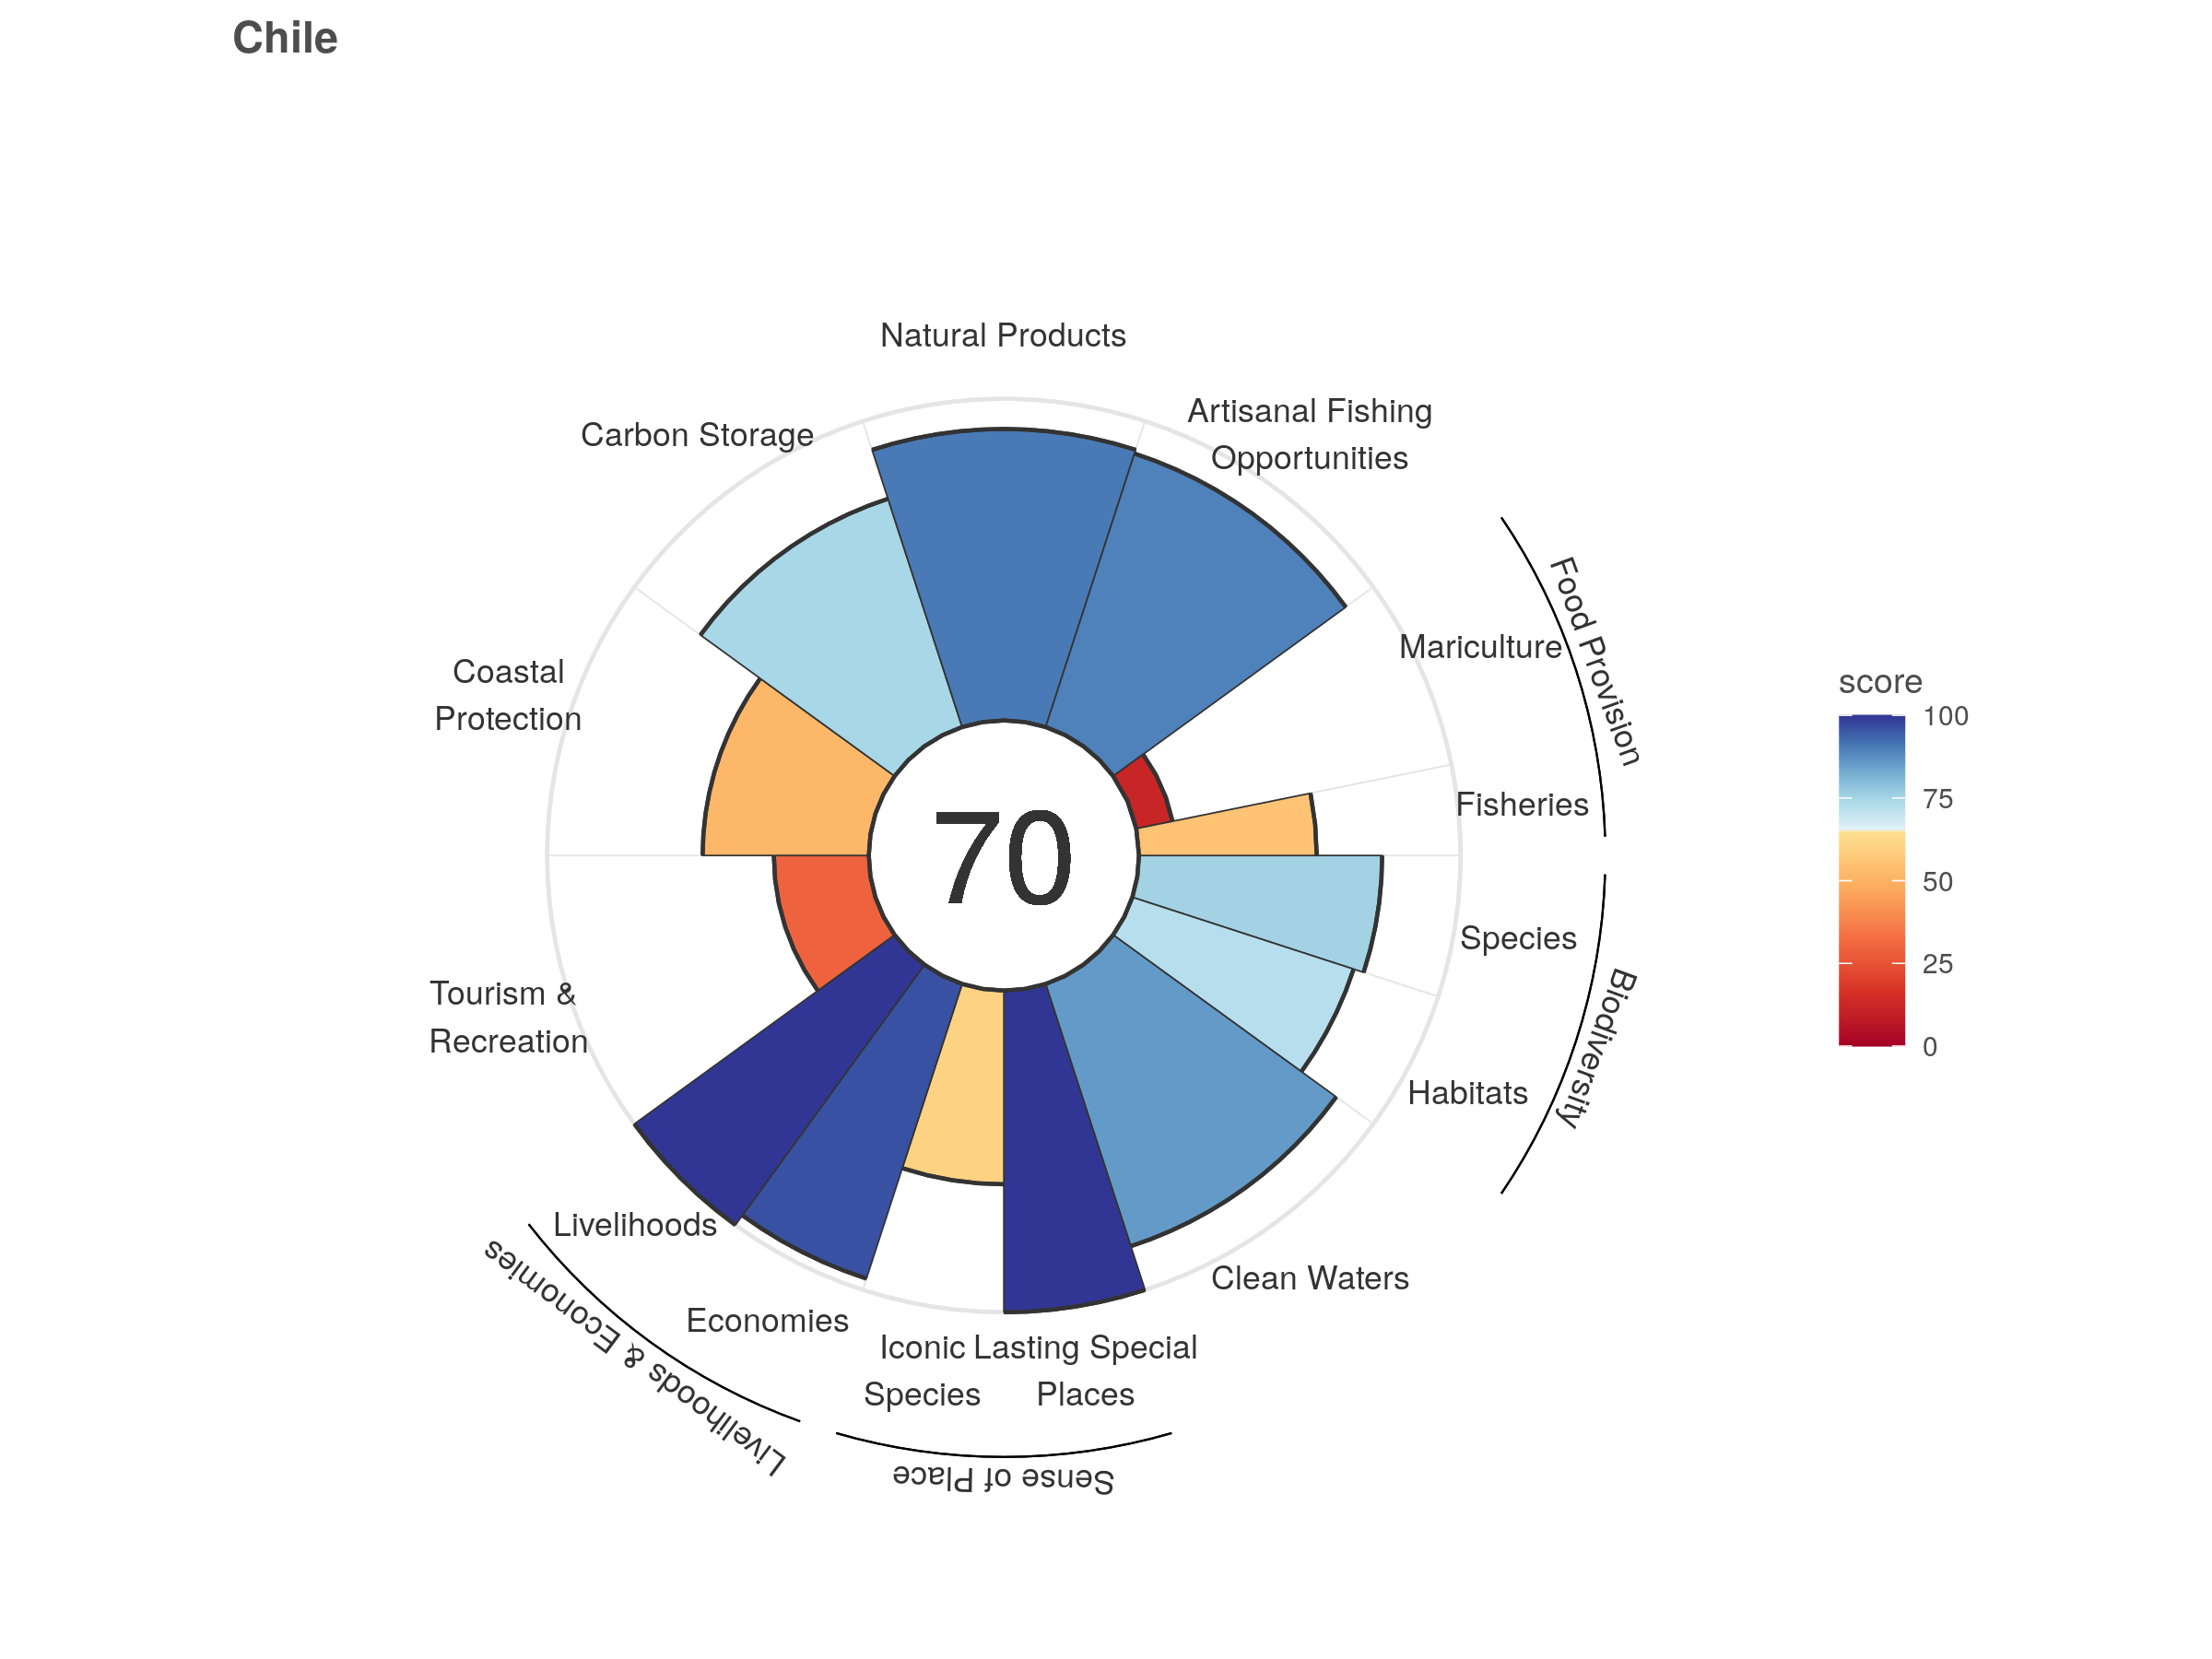 Chile
Natural Products
Artisanal Fishing
Opportunities
Carbon Storage
Mariculture
Food Provision
Coastal
Protection
Fisheries
70
Species
Biodiversity
Tourism &
Recreation
Habitats
Livelihoods
Clean Waters
Economies
Iconic
Species
Lasting Special
Places
Livelihoods & Economies
Sense of Place
score
100
75
50
25
0